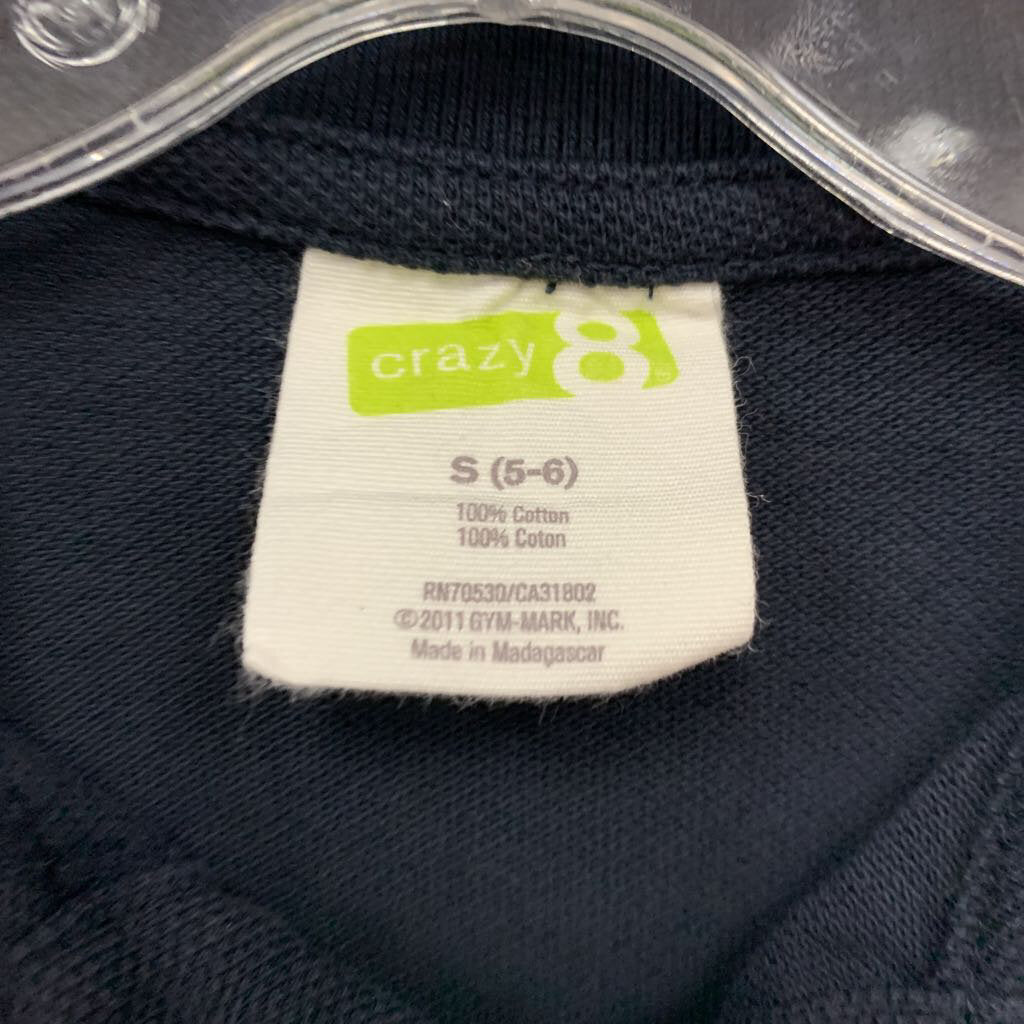 crazy 8
S (5-6)
100% Cotton
100% Coton
RN70530/CA31802
©2011 GYM-MARK, INC.
Made in Madagascar